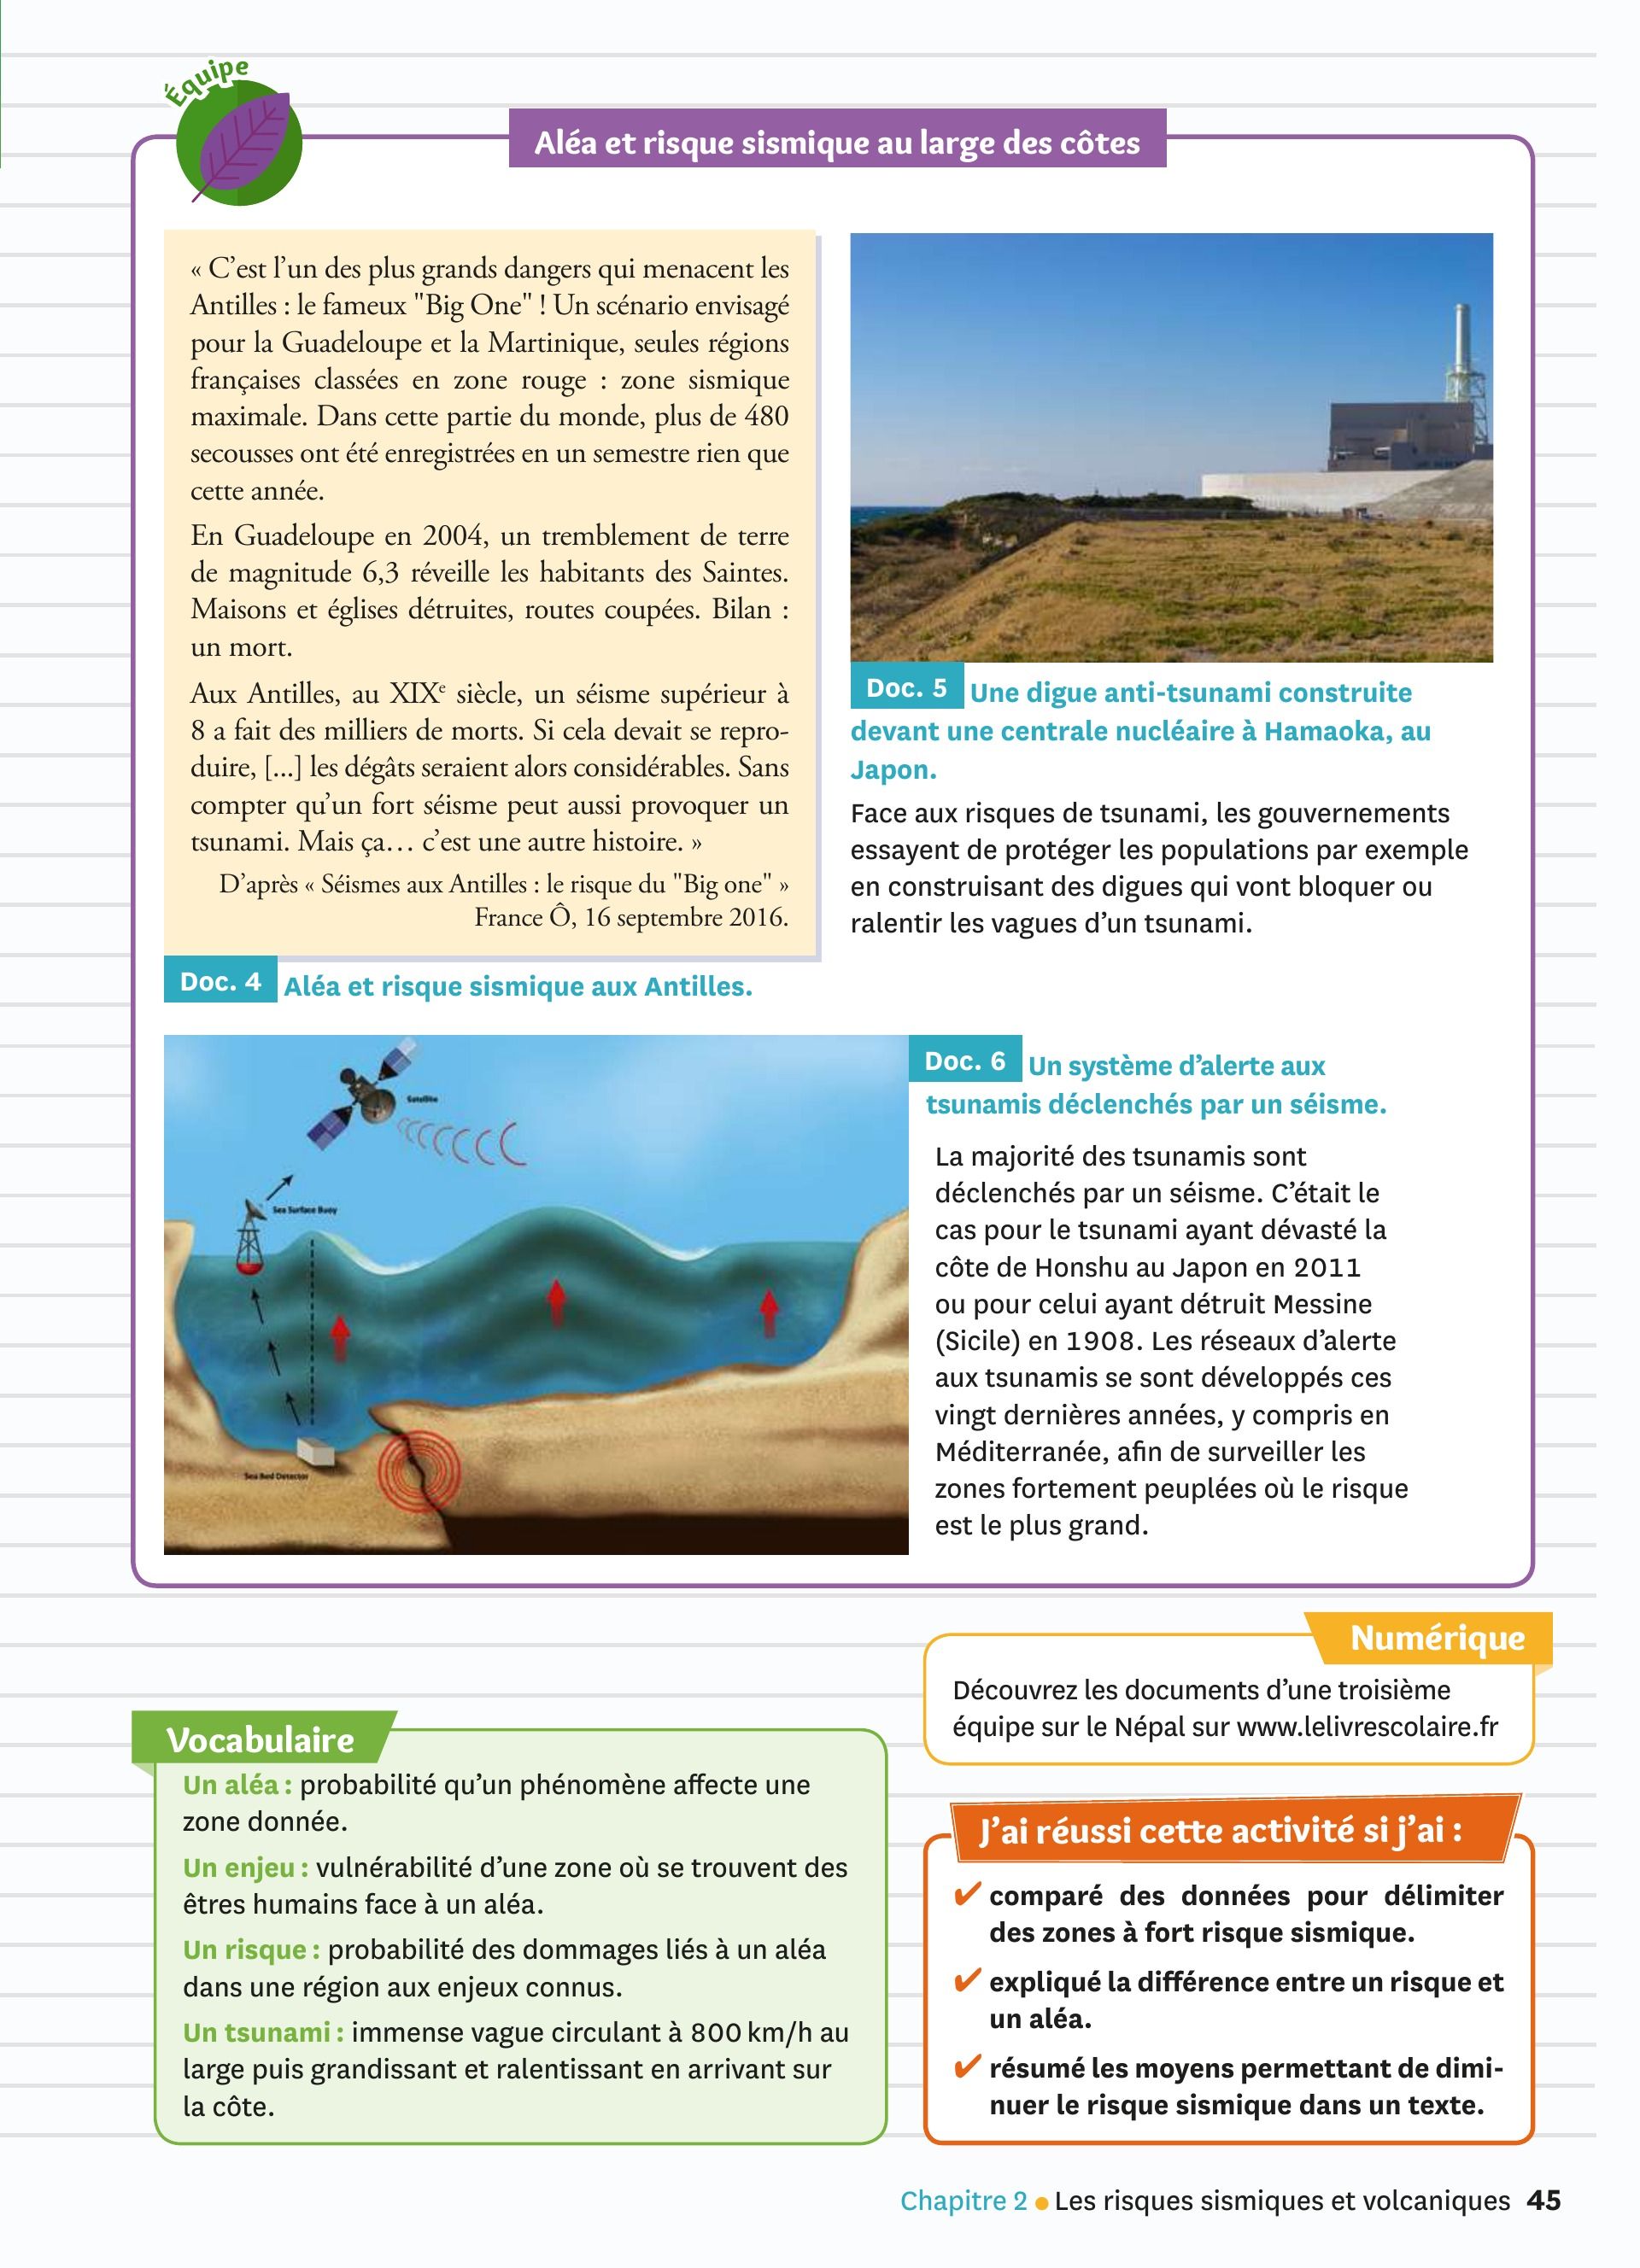 Équipe
Aléa et risque sismique au large des côtes
« C'est l'un des plus grands dangers qui menacent les
Antilles : le fameux "Big One" ! Un scénario envisagé
pour la Guadeloupe et la Martinique, seules régions
françaises classées en zone rouge : zone sismique
maximale. Dans cette partie du monde, plus de 480
secousses ont été enregistrées en un semestre rien que
cette année.
En Guadeloupe en 2004, un tremblement de terre
de magnitude 6,3 réveille les habitants des Saintes.
Maisons et églises détruites, routes coupées. Bilan :
un mort.
Aux Antilles, au XIXe siècle, un séisme supérieur à
8 a fait des milliers de morts. Si cela devait se repro-
duire, [...] les dégâts seraient alors considérables. Sans
compter qu'un fort séisme peut aussi provoquer un
tsunami. Mais ça… c'est une autre histoire. »
D'après « Séismes aux Antilles : le risque du "Big one" »
France Ô, 16 septembre 2016.
Doc. 4 Aléa et risque sismique aux Antilles.
Doc. 5 Une digue anti-tsunami construite
devant une centrale nucléaire à Hamaoka, au
Japon.
Face aux risques de tsunami, les gouvernements
essayent de protéger les populations par exemple
en construisant des digues qui vont bloquer ou
ralentir les vagues d'un tsunami.
Satellite
Sea Surface Buoy
Sea Bed Detector
Doc. 6 Un système d'alerte aux
tsunamis déclenchés par un séisme.
La majorité des tsunamis sont
déclenchés par un séisme. C'était le
cas pour le tsunami ayant dévasté la
côte de Honshu au Japon en 2011
ou pour celui ayant détruit Messine
(Sicile) en 1908. Les réseaux d'alerte
aux tsunamis se sont développés ces
vingt dernières années, y compris en
Méditerranée, afin de surveiller les
zones fortement peuplées où le risque
est le plus grand.
Numérique
Découvrez les documents d'une troisième
équipe sur le Népal sur www.lelivrescolaire.fr
Vocabulaire
Un aléa : probabilité qu'un phénomène affecte une
zone donnée.
Un enjeu : vulnérabilité d'une zone où se trouvent des
êtres humains face à un aléa.
Un risque : probabilité des dommages liés à un aléa
dans une région aux enjeux connus.
Un tsunami : immense vague circulant à 800 km/h au
large puis grandissant et ralentissant en arrivant sur
la côte.
J'ai réussi cette activité si j'ai :
✔ comparé des données pour délimiter
des zones à fort risque sismique.
✔ expliqué la différence entre un risque et
un aléa.
✔ résumé les moyens permettant de dimi-
nuer le risque sismique dans un texte.
Chapitre 2 • Les risques sismiques et volcaniques 45